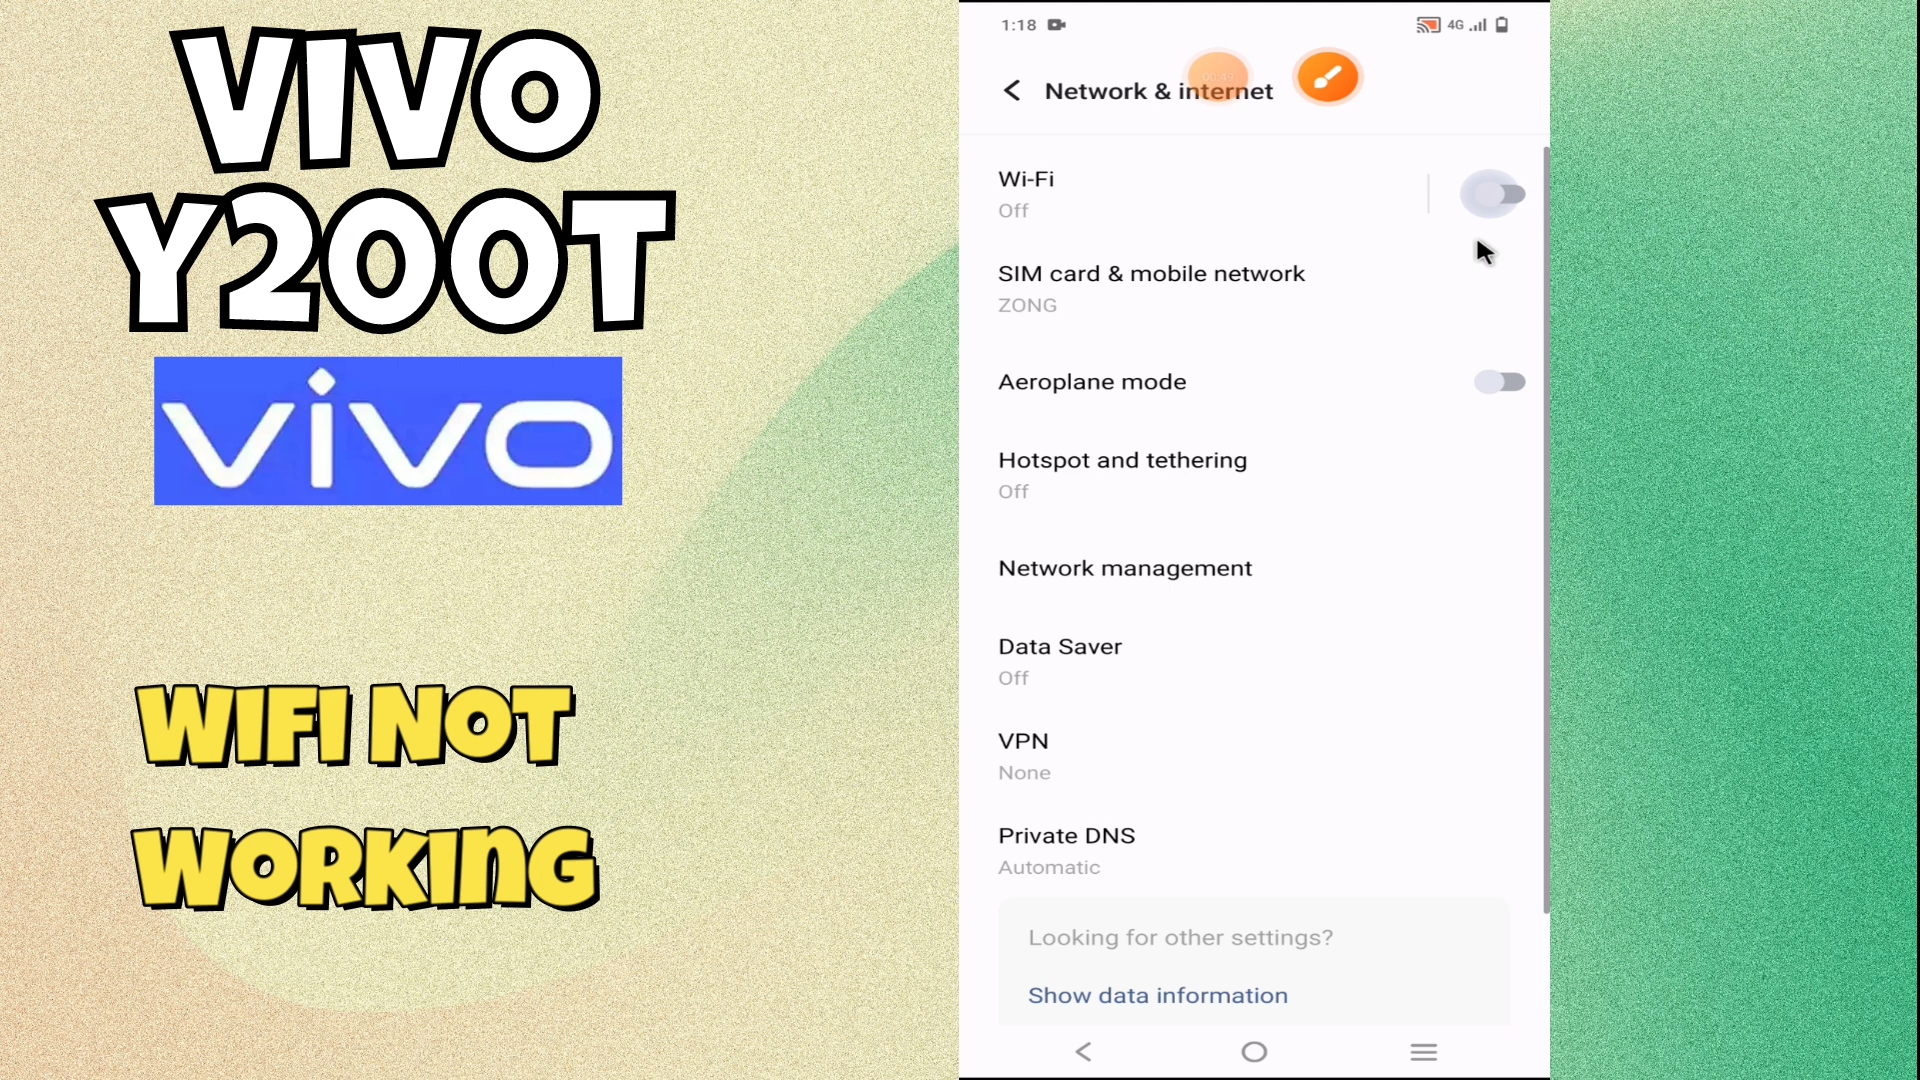 VIVO
Y200T
vivo
WIFI NOT
WORKING
1:18
4G
00:49
Network & internet
Wi-Fi
Off
SIM card & mobile network
ZONG
Aeroplane mode
Hotspot and tethering
Off
Network management
Data Saver
Off
VPN
None
Private DNS
Automatic
Looking for other settings?
Show data information